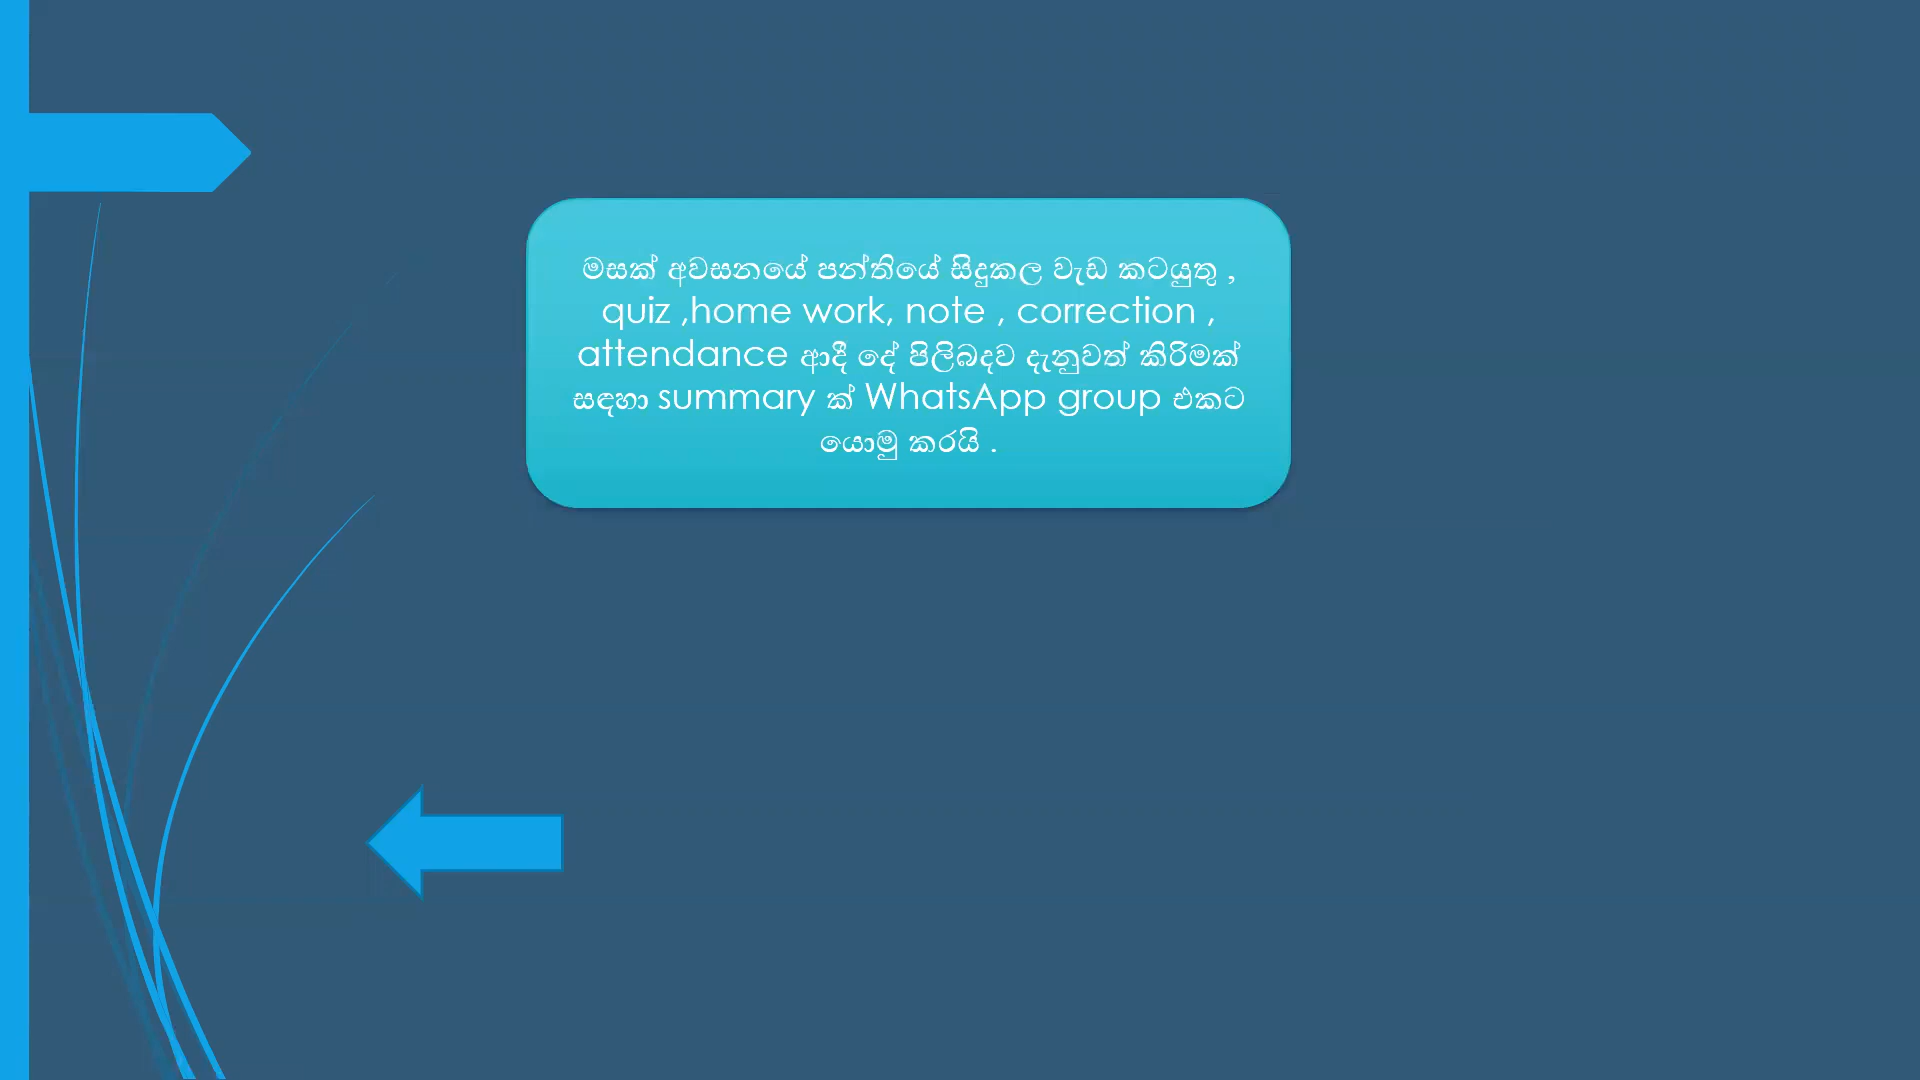 මසක් අවසනයේ පන්තියේ සිදුකල වැඩ කටයුතු ,
quiz ,home work, note , correction ,
attendance ආදී දේ පිලිබදව දැනුවත් කිරිමක්
සඳහා summary ක් WhatsApp group එකට
යොමු කරයි .